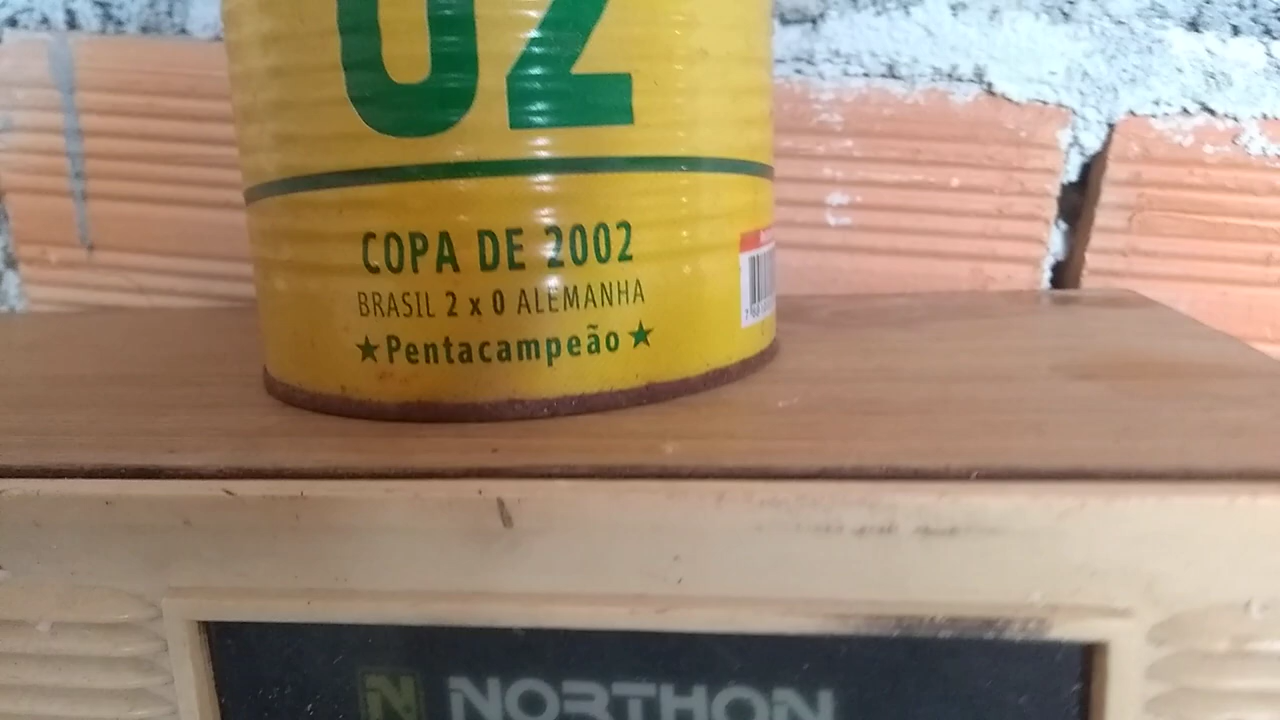 02
COPA DE 2002
BRASIL 2 x 0 ALEMANHA
★Pentacampeão★
N NORTHON